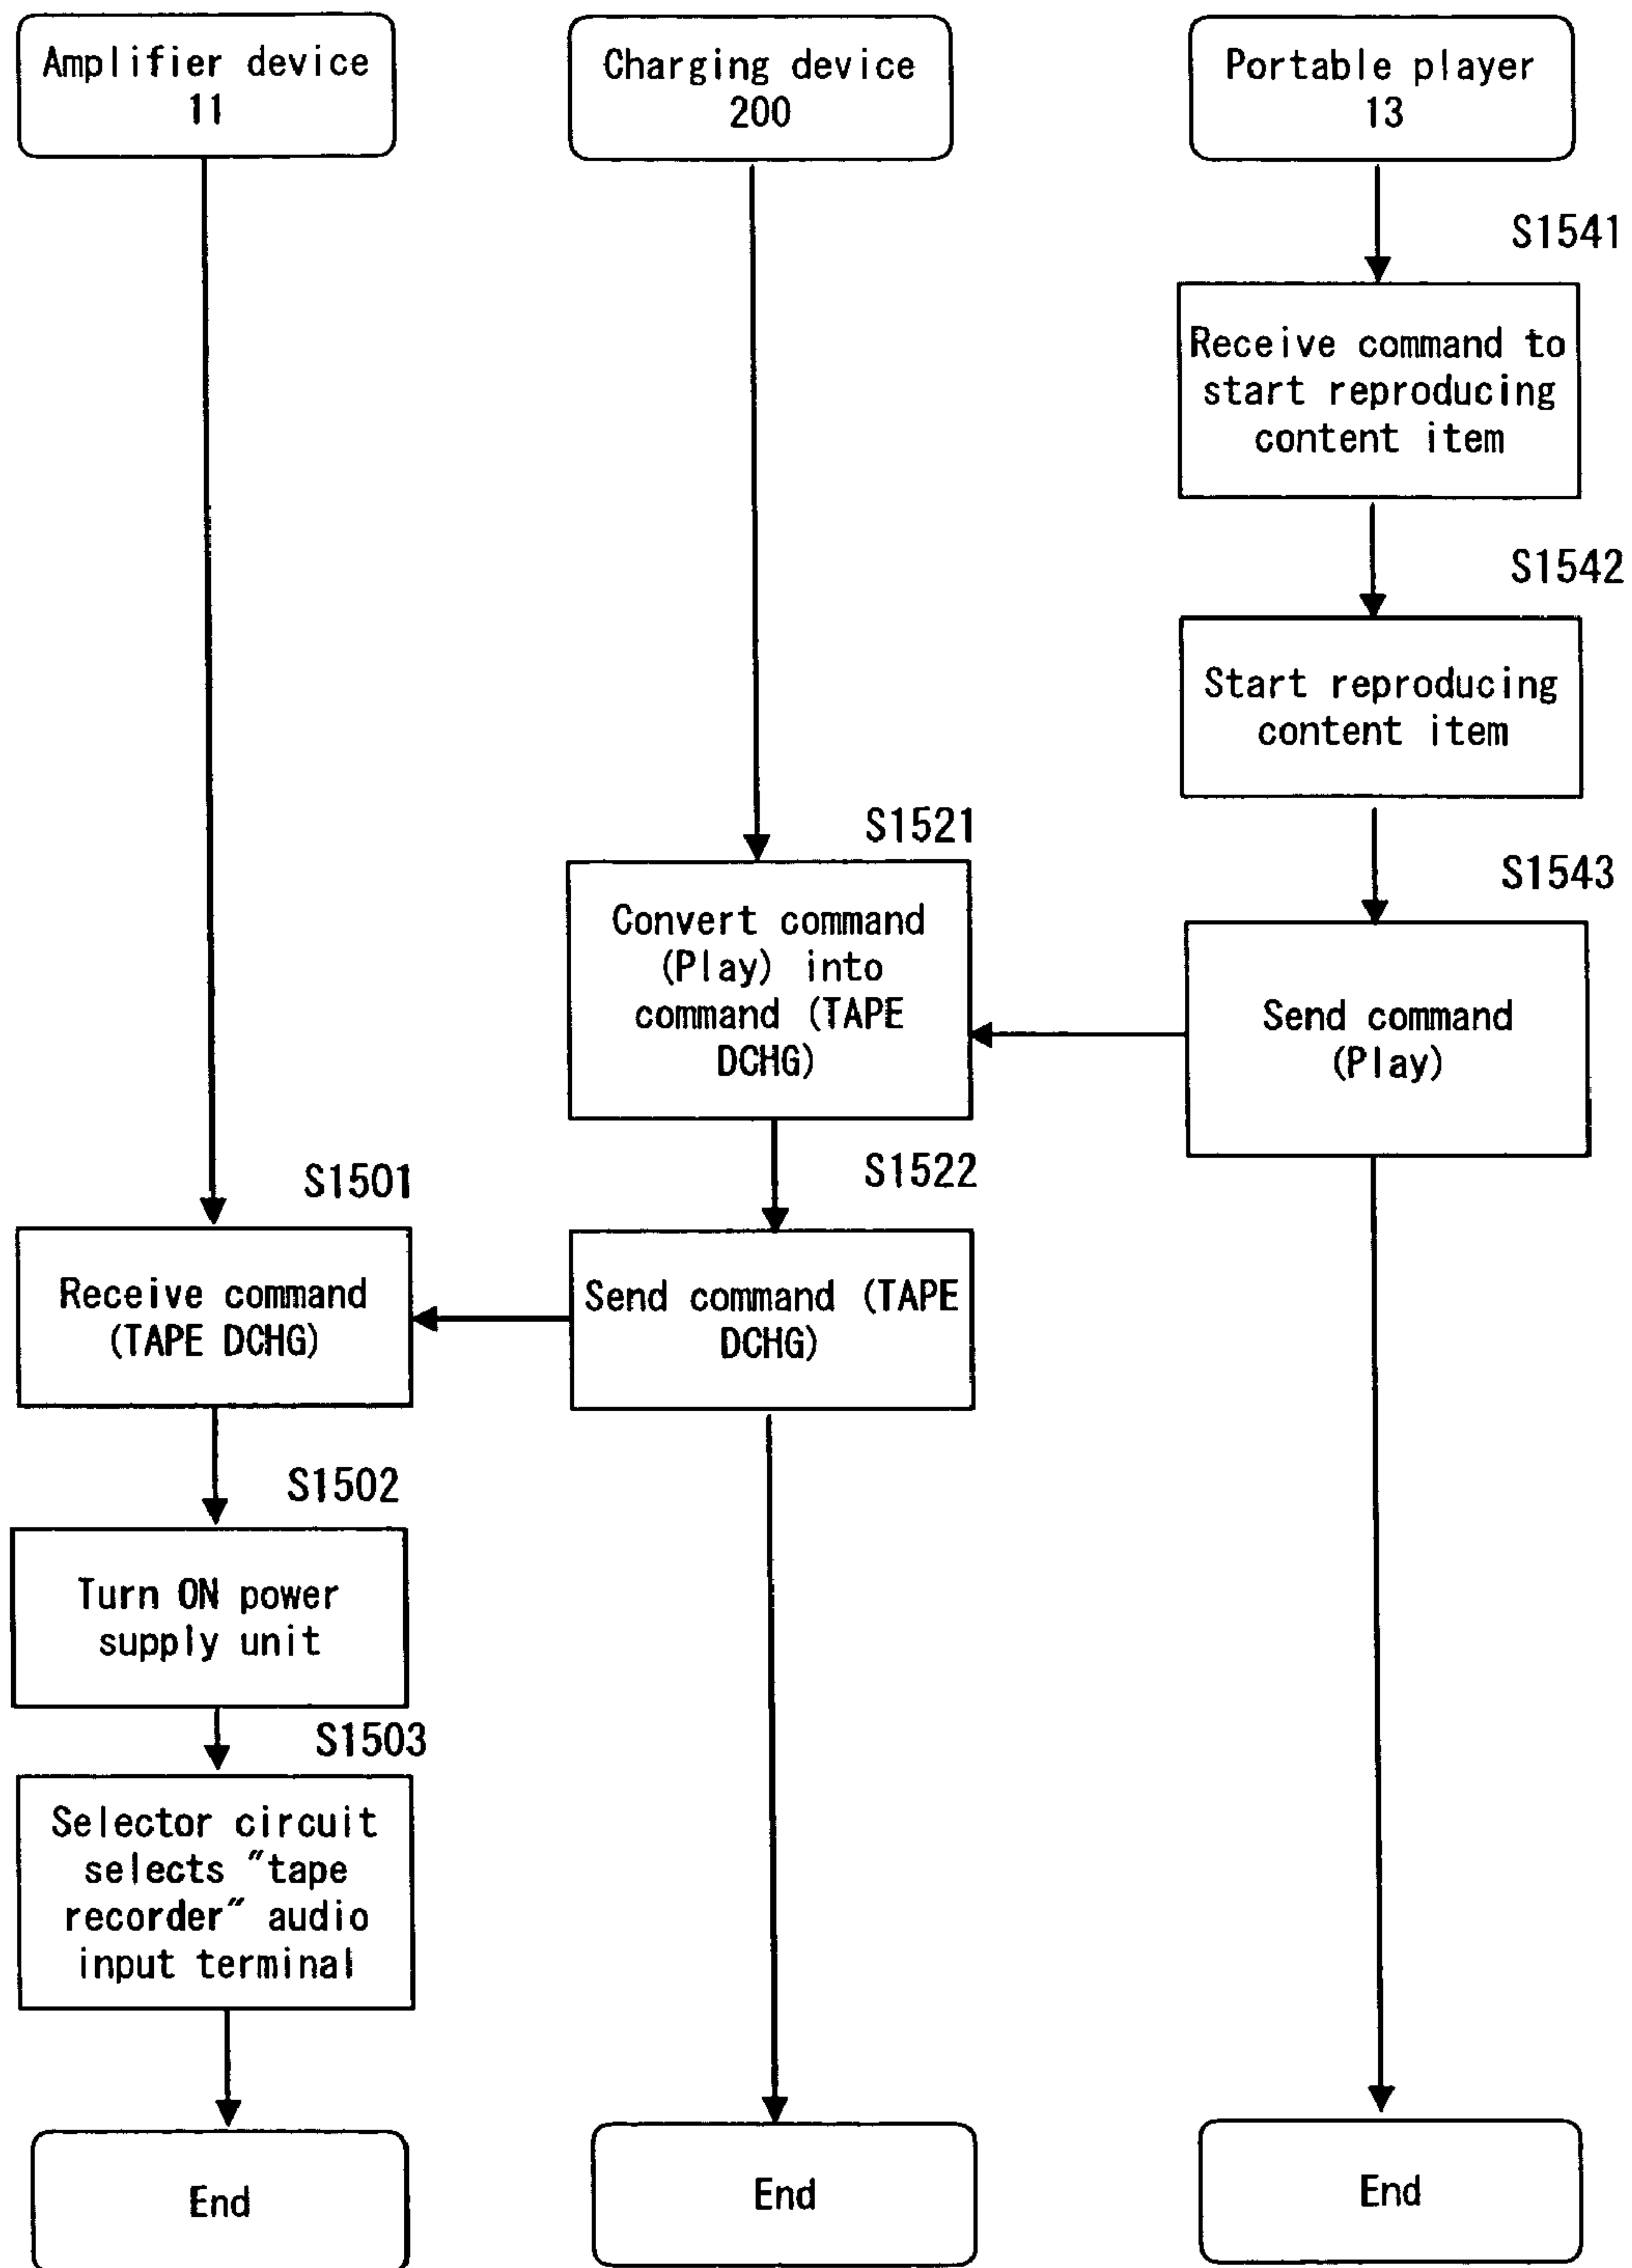 Amplifier device
11
Charging device
200
Portable player
13
S1541
Receive command to
start reproducing
content item
S1542
Start reproducing
content item
S1543
Send command
(Play)
S1521
Convert command
(Play) into
command (TAPE
DCHG)
S1522
Send command (TAPE
DCHG)
S1501
Receive command
(TAPE DCHG)
S1502
Turn ON power
supply unit
S1503
Selector circuit
selects "tape
recorder" audio
input terminal
End
End
End